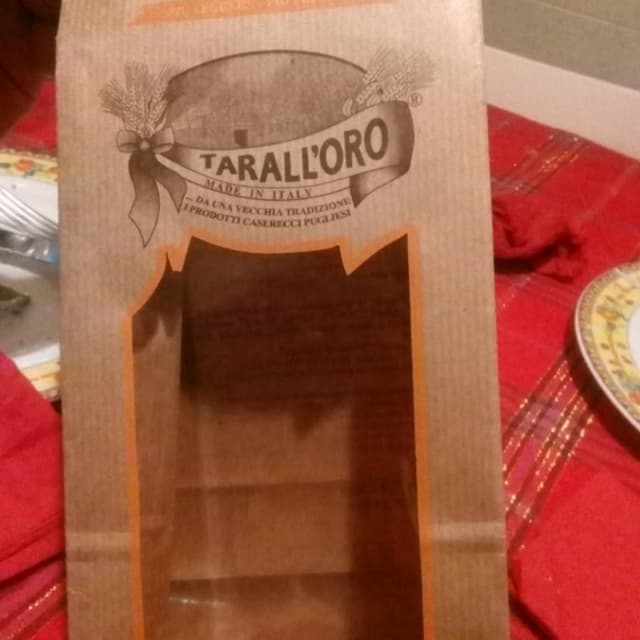 TARALL'ORO
®
MADE IN ITALY
... DA UNA VECCHIA TRADIZIONE
I PRODOTTI CASERECCI PUGLIESI